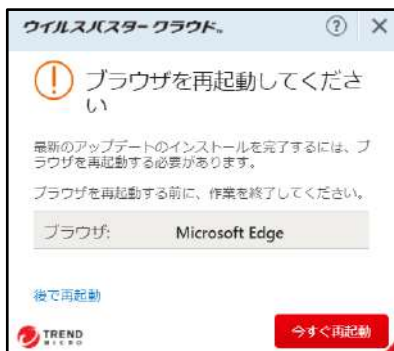 ウイルスバスター クラウド™
ブラウザを再起動してくださ
い
最新のアップデートのインストールを完了するには、ブ
ラウザを再起動する必要があります。
ブラウザを再起動する前に、作業を終了してください。
ブラウザ: Microsoft Edge
後で再起動
今すぐ再起動
TREND
MICRO